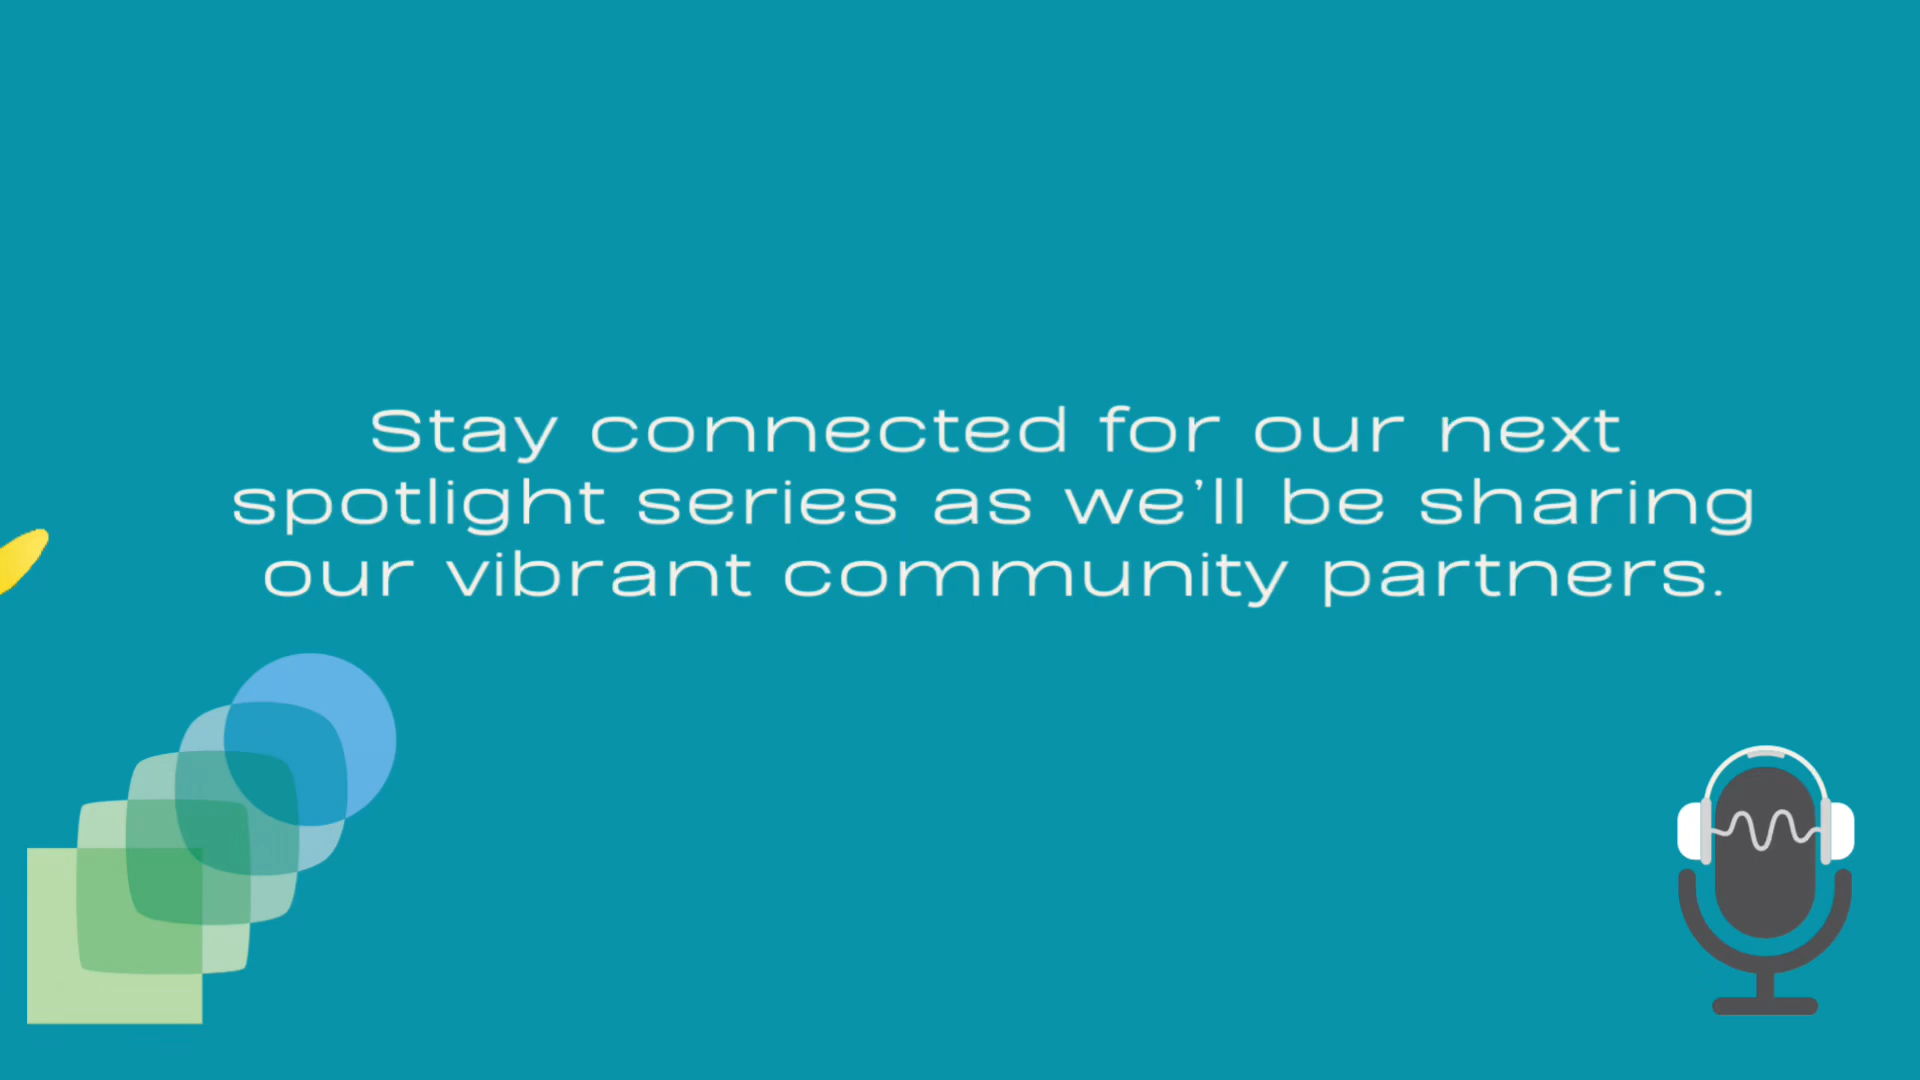 Stay connected for our next
spotlight series as we’ll be sharing
our vibrant community partners.